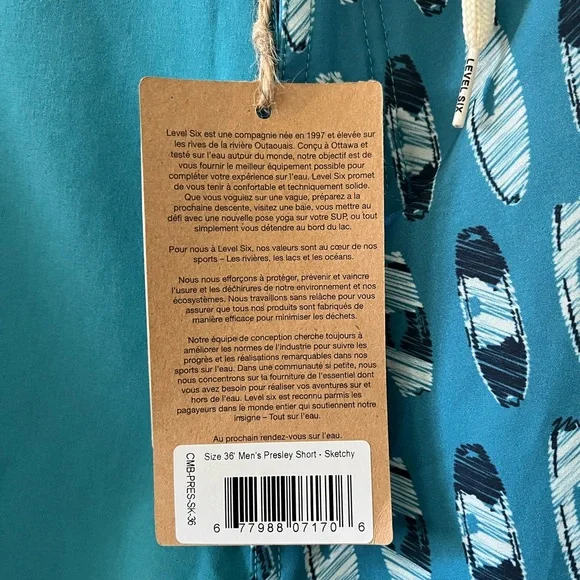 LEVEL SIX
Level Six est une compagnie née en 1997 et élevée sur
les rives de la rivière Outaouais. Conçu à Ottawa et
testé sur l'eau autour du monde, notre objectif est de
vous fournir le meilleur équipement possible pour
compléter votre expérience sur l'eau. Level Six promet
de vous tenir à confortable et techniquement solide.
Que vous voguiez sur une vague, préparez a la
prochaine descente, visitez une baie, vous mettre au
défi avec une nouvelle pose yoga sur votre SUP, ou tout
simplement vous détendre au bord du lac.
Pour nous à Level Six, nos valeurs sont au cœur de nos
sports – Les rivières, les lacs et les océans.
Nous nous efforçons à protéger, prévenir et vaincre
l'usure et les déchirures de notre environnement et nos
écosystèmes. Nous travaillons sans relâche pour vous
assurer que tous nos produits sont fabriqués de
manière efficace pour minimiser les déchets.
Notre équipe de conception cherche toujours à
améliorer les normes de l'industrie pour suivre les
progrès et les réalisations remarquables dans nos
sports sur l'eau. Dans une communauté si petite, nous
nous concentrons sur la fourniture de l'essentiel dont
vous avez besoin pour réaliser vos aventures sur et
hors de l'eau. Level six est reconnu parmis les
pagayeurs dans le monde entier qui soutiennent notre
insigne – Tout sur l'eau.
Au prochain rendez-vous sur l'eau.
CMB-PRES-SK-36
Size 36' Men's Presley Short - Sketchy
6 77988 07170 6